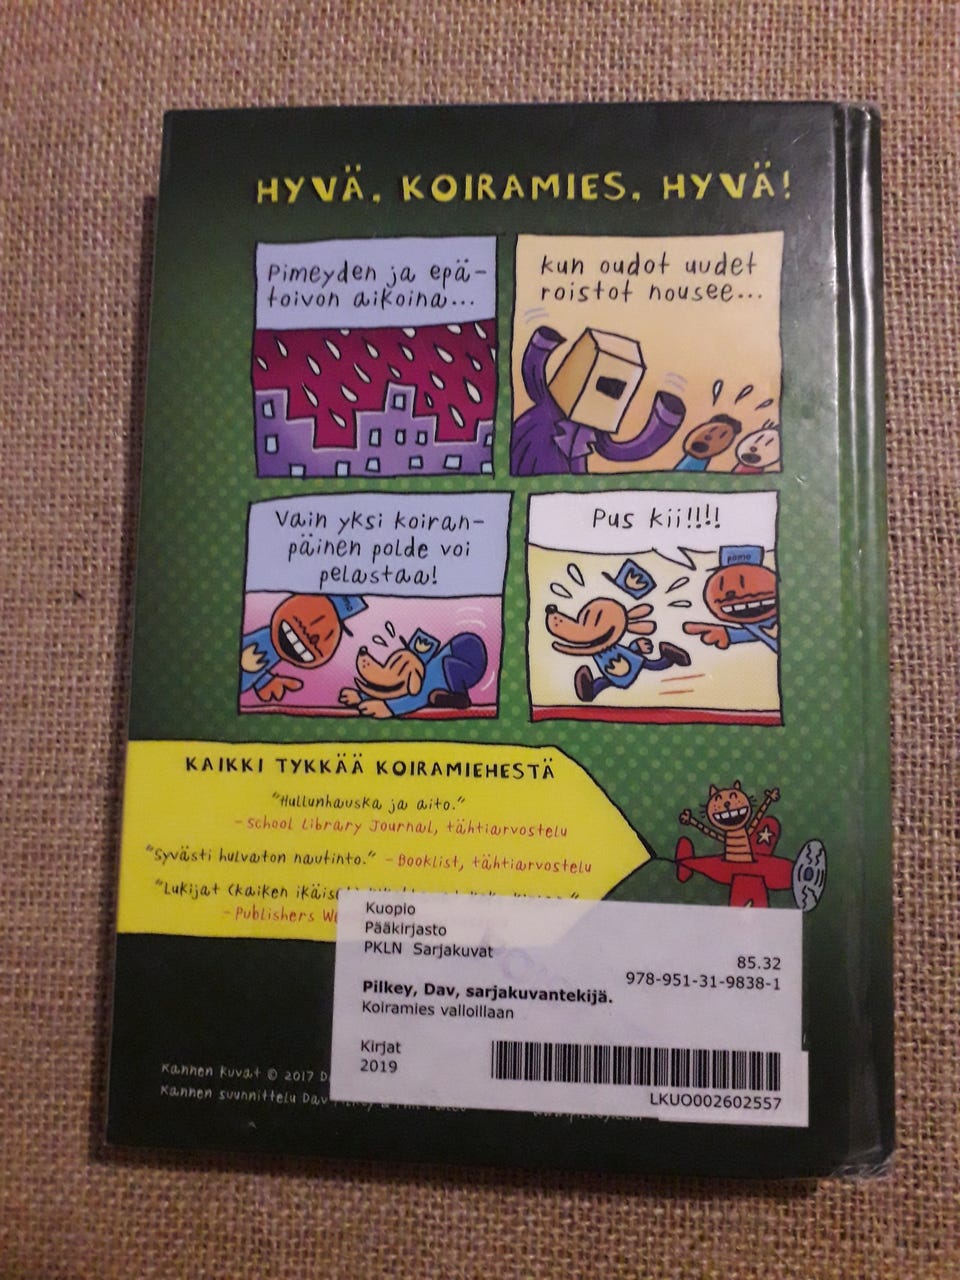 HYVÄ, KOIRAMIES, HYVÄ!
Pimeyden ja epä-
toivon aikoina...
kun oudot uudet
roistot nousee...
Vain yksi koiran-
päinen polde voi
pelastaa!
pomo
Pus kii!!!!
pomo
KAIKKI TYKKÄÄ KOIRAMIEHESTÄ
"Hullunhauska ja aito."
- School Library Journal, tähtiarvostelu
"Syvästi hulvaton nautinto." - Booklist, tähtiarvostelu
"Lukijat (kaiken ikäis
- Publishers
Kuopio
Pääkirjasto
PKLN Sarjakuvat
85.32
978-951-31-9838-1
Pilkey, Dav, sarjakuvantekijä.
Koiramies valloillaan
Kirjat
2019
LKUO002602557
Kannen kuvat © 2017
Kannen suunnittelu Dav Pilkey &